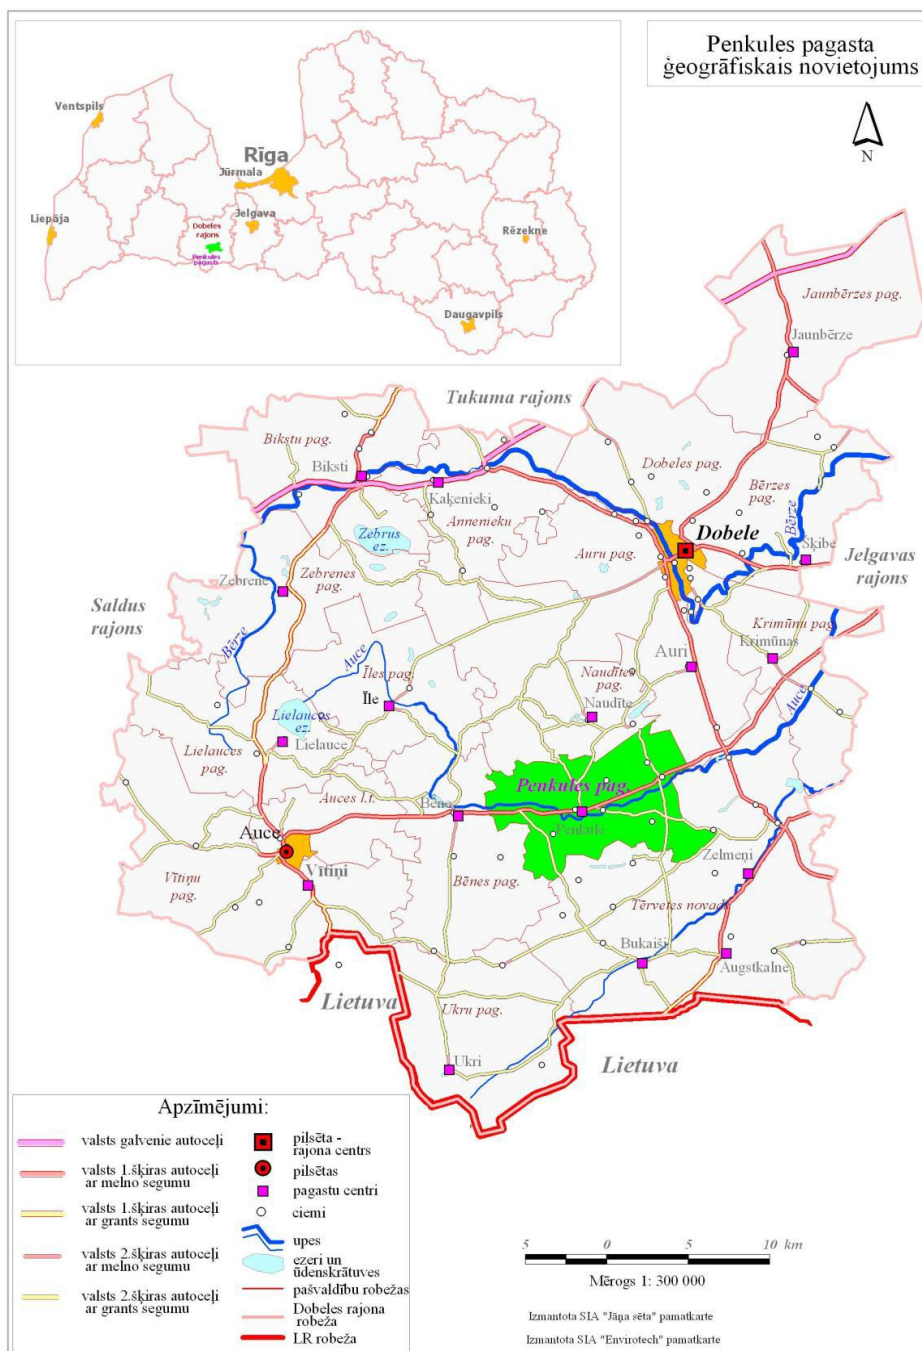 Penkules pagasta
ģeogrāfiskais novietojums
N
Ventspils
Rīga
Jūrmala
Liepāja
Jelgava
Dobeles
rajons
Penkules
pagasts
Rēzekne
Daugavpils
Jaunbērzes pag.
Jaunbērze
Tukuma rajons
Bikstu pag.
Biksti
Kaķenieki
Dobeles pag.
Bērzes
pag.
Bērze
Zebrus
ez.
Annenieku
pag.
Auru pag.
Dobele
Šķibe
Jelgavas
rajons
Zebrene
Zebrenes
pag.
Saldus
rajons
Bērze
Auce
Īles pag.
Īle
Krimūnu pag.
Krimūnas
Auri
Naudītes
pag.
Naudīte
Auce
Lielauces
ez.
Lielauce
Lielauces
pag.
Auces l.t.
Bēne
Penkules pag.
Penkule
Auce
Vītiņi
Vītiņu
pag.
Bēnes pag.
Zelmeņi
Tērvetes novads
Bukaiši
Augstkalne
Lietuva
Ukru pag.
Ukri
Lietuva
Apzīmējumi:
valsts galvenie autoceļi
valsts 1.šķiras autoceļi
ar melno segumu
valsts 1.šķiras autoceļi
ar grants segumu
valsts 2.šķiras autoceļi
ar melno segumu
valsts 2.šķiras autoceļi
ar grants segumu
pilsēta -
rajona centrs
pilsētas
pagastu centri
ciemi
upes
ezeri un
ūdenskrātuves
pašvaldību robežas
Dobeles rajona
robeža
LR robeža
5 0 5 10 km
Mērogs 1: 300 000
Izmantota SIA "Jāņa sēta" pamatkarte
Izmantota SIA "Envirotech" pamatkarte